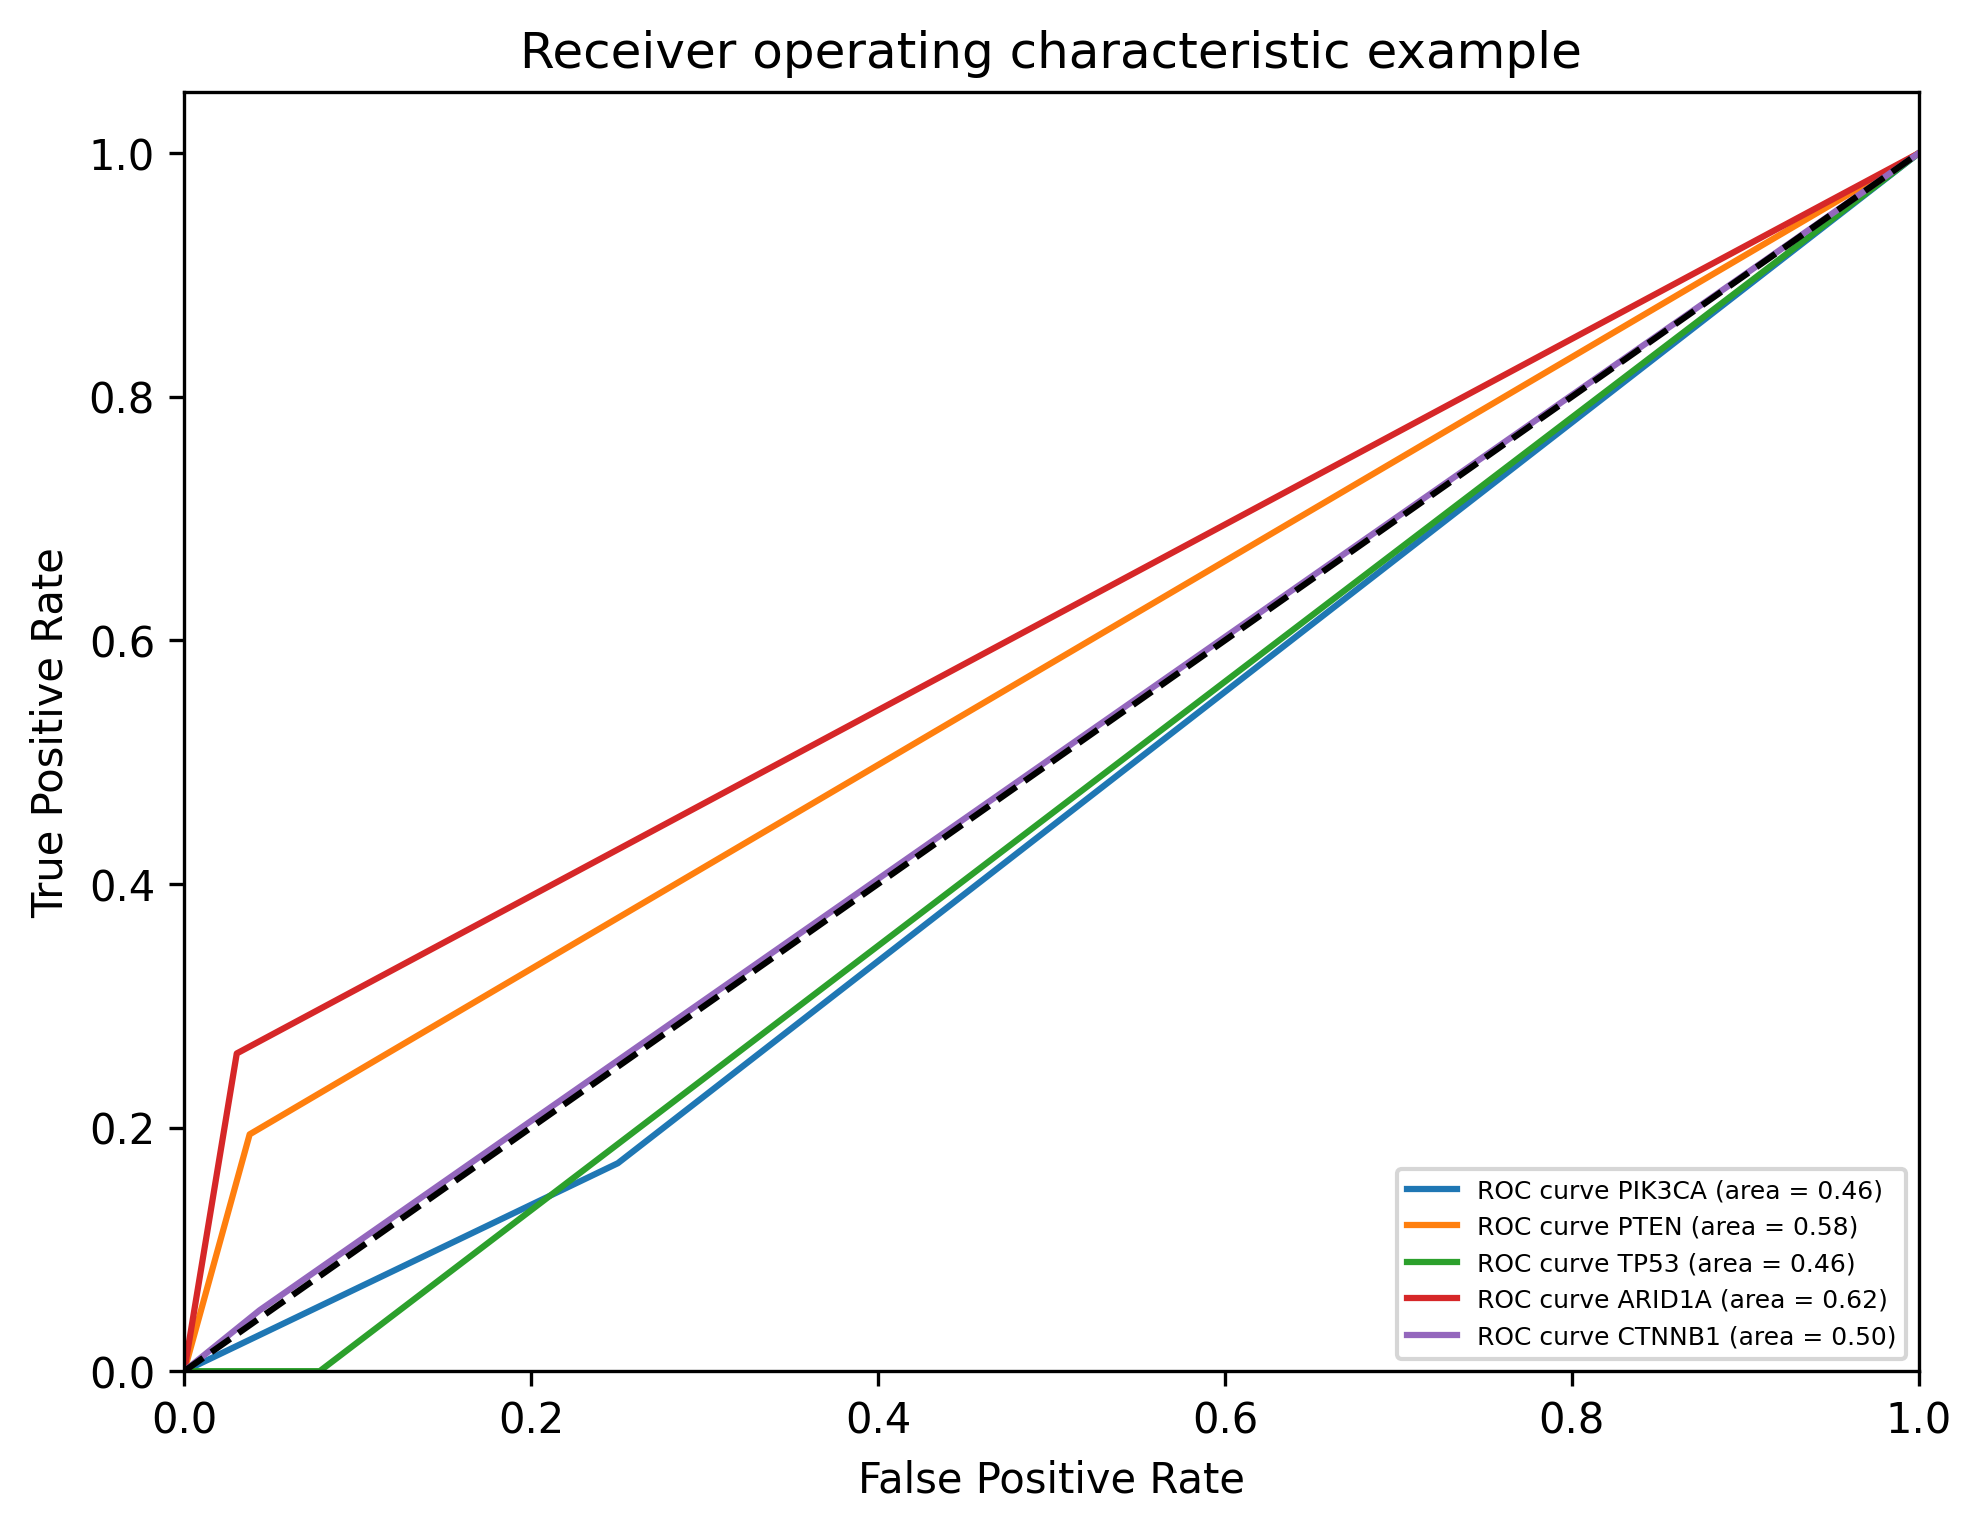 Receiver operating characteristic example
True Positive Rate
1.0
0.8
0.6
0.4
0.2
0.0
ROC curve PIK3CA (area = 0.46)
ROC curve PTEN (area = 0.58)
ROC curve TP53 (area = 0.46)
ROC curve ARID1A (area = 0.62)
ROC curve CTNNB1 (area = 0.50)
0.0 0.2 0.4 0.6 0.8 1.0
False Positive Rate